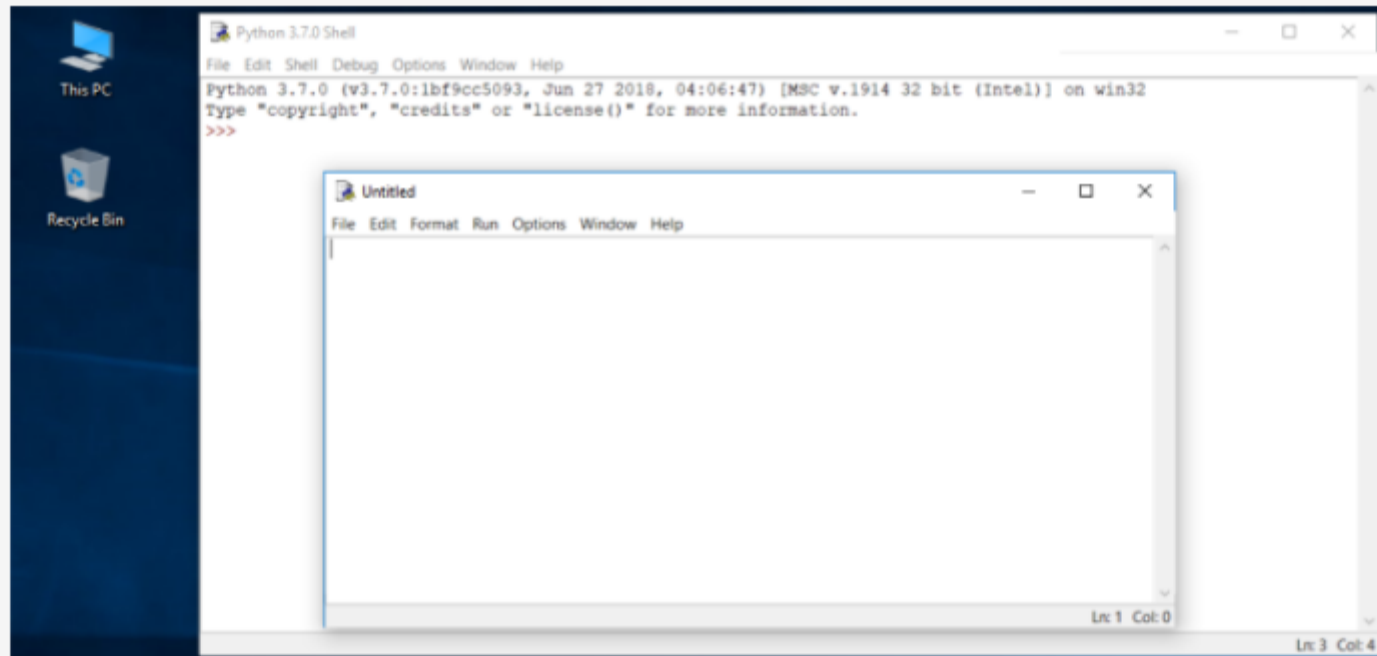 This PC
Recycle Bin
Python 3.7.0 Shell
File Edit Shell Debug Options Window Help
Python 3.7.0 (v3.7.0:1bf9cc5093, Jun 27 2018, 04:06:47) [MSC v.1914 32 bit (Intel)] on win32
Type "copyright", "credits" or "license()" for more information.
>>>
Untitled
File Edit Format Run Options Window Help
Ln: 1 Col: 0
Ln: 3 Col: 4